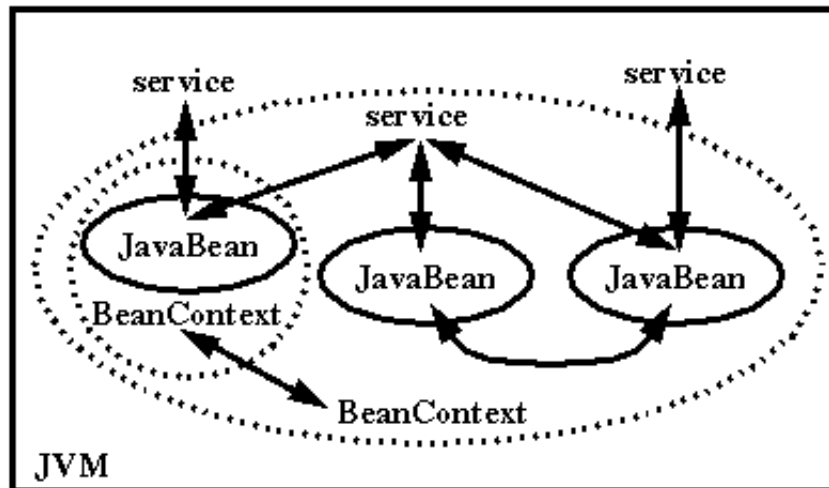 service
service
service
JavaBean
JavaBean
JavaBean
BeanContext
BeanContext
JVM